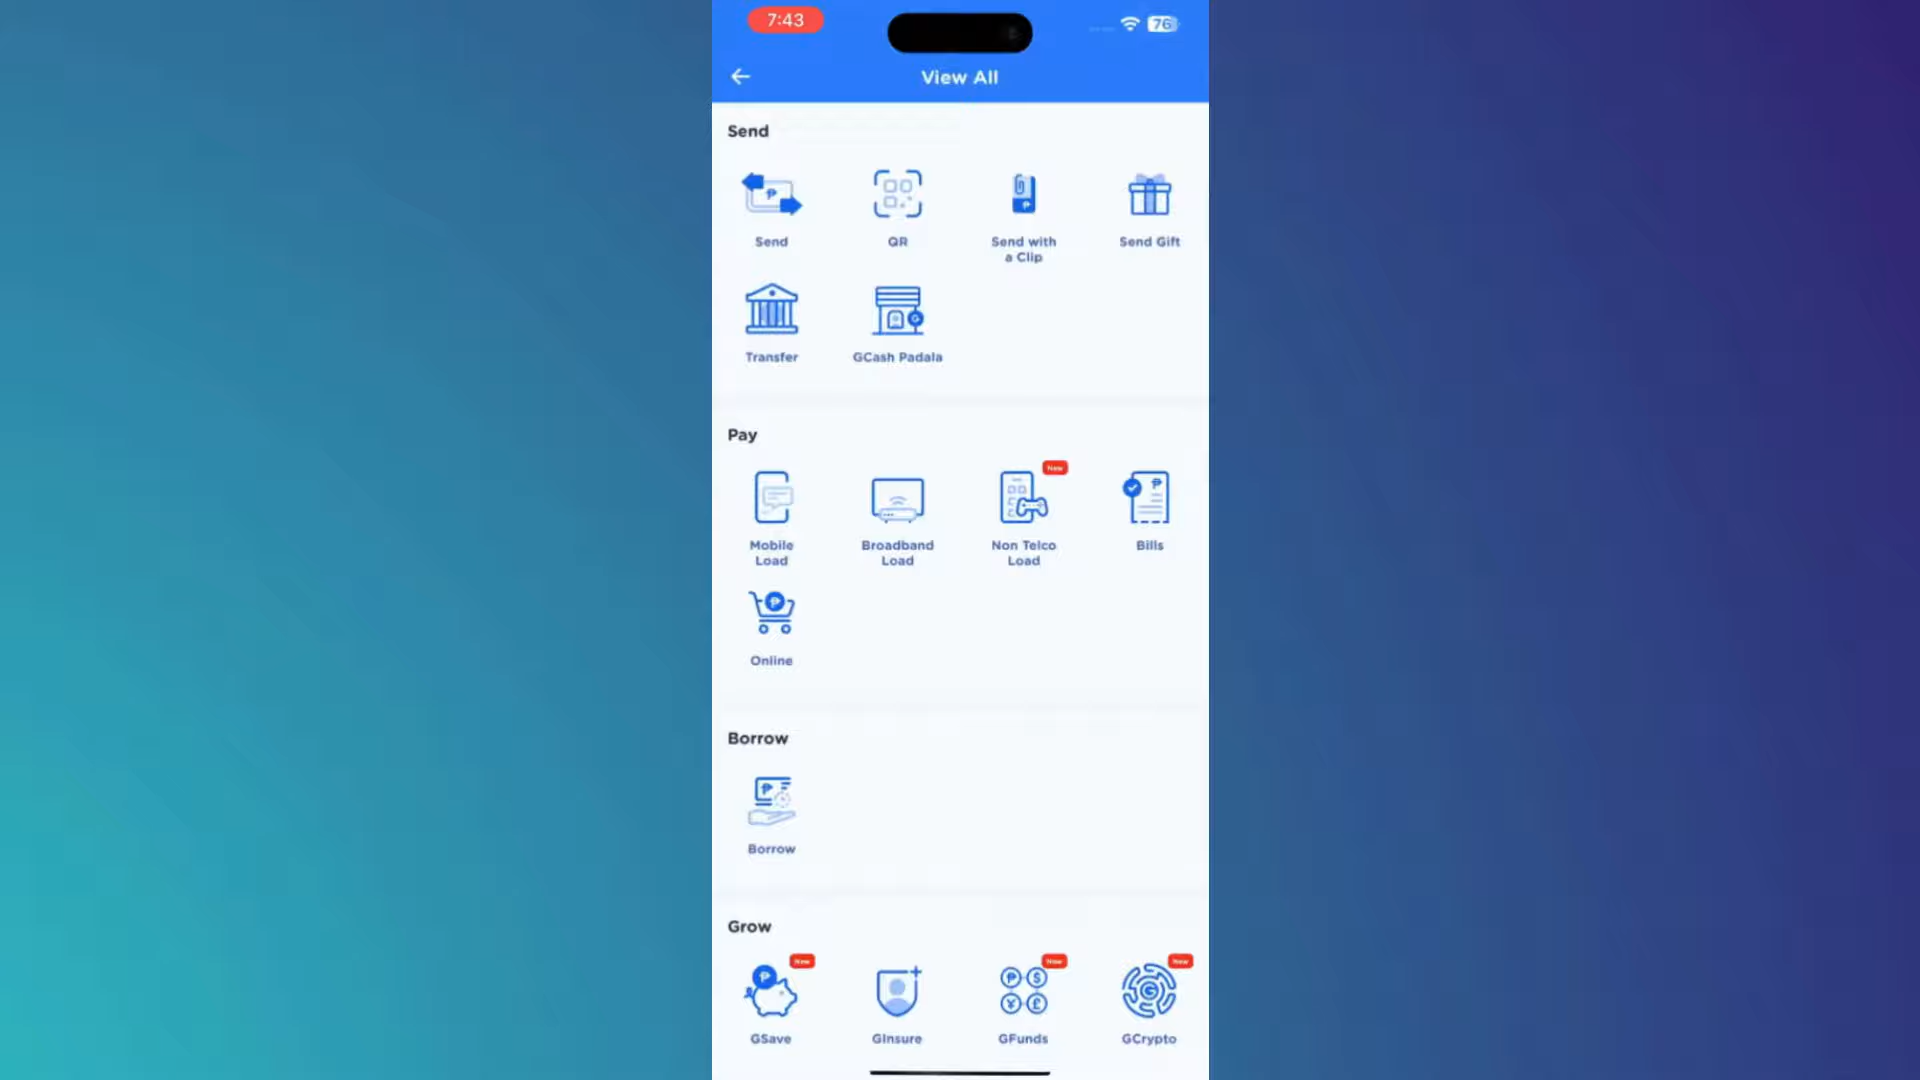 7:43
76
View All
Send
Send
QR
Send with
a Clip
Send Gift
Transfer
GCash Padala
Pay
New
Mobile
Load
Broadband
Load
Non Telco
Load
Bills
Online
Borrow
Borrow
Grow
New
New
New
GSave
GInsure
GFunds
GCrypto